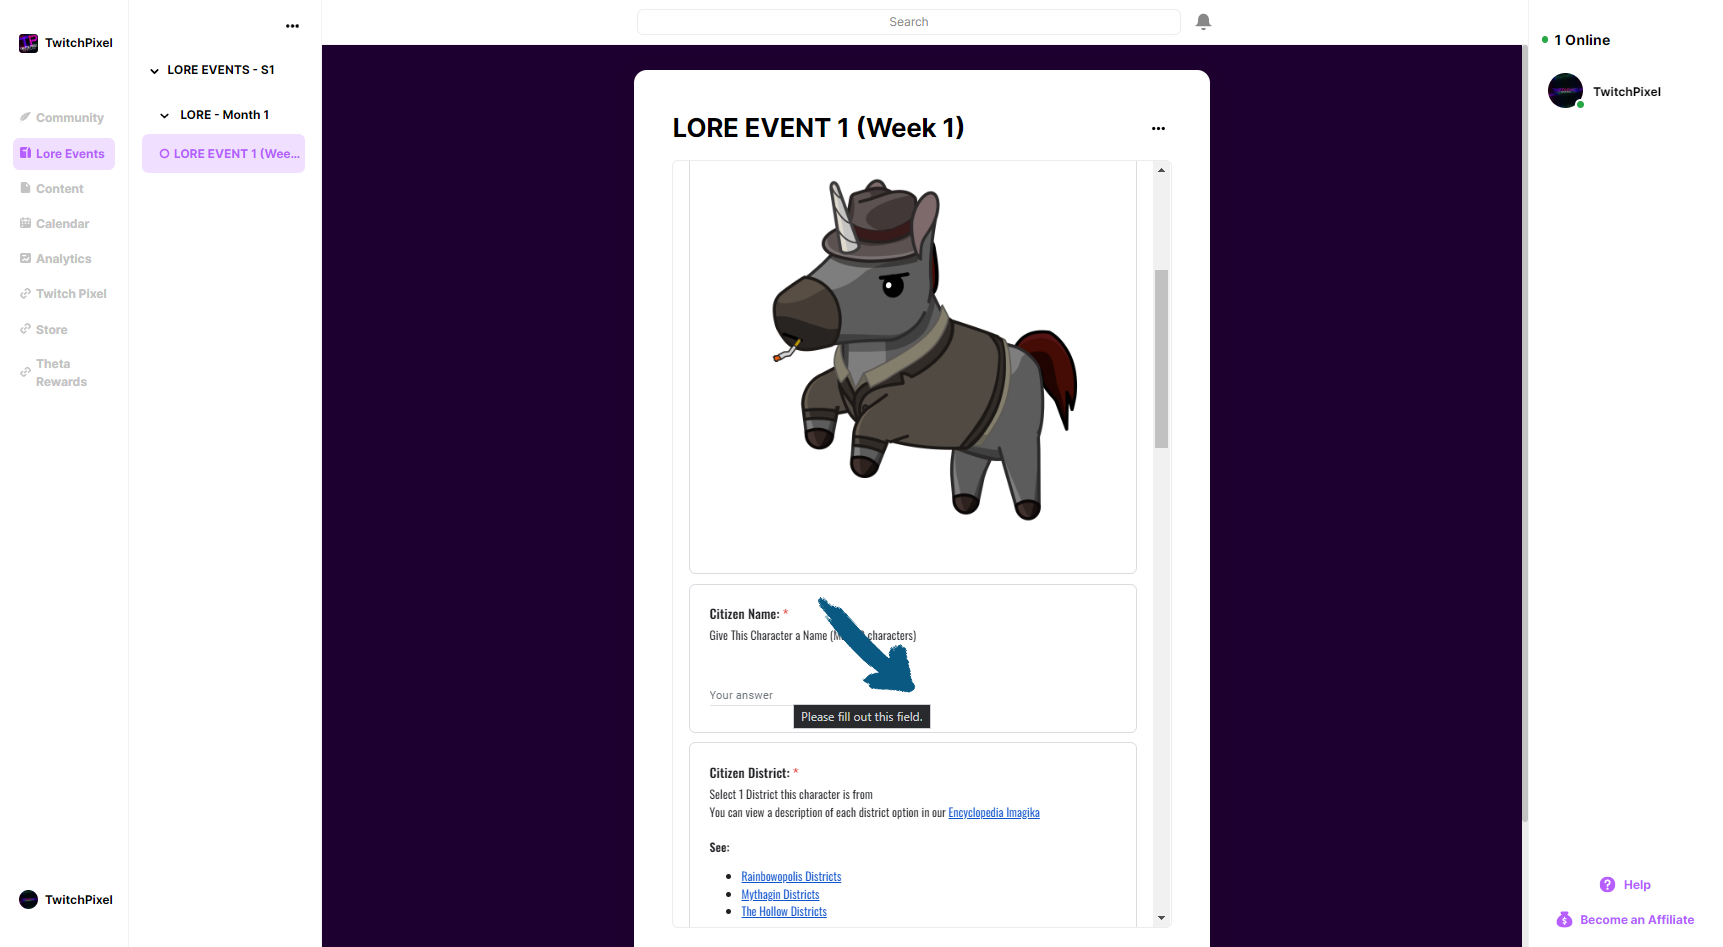 TwitchPixel
Community
Lore Events
Content
Calendar
Analytics
Twitch Pixel
Store
Theta
Rewards
TwitchPixel
LORE EVENTS - S1
LORE - Month 1
LORE EVENT 1 (Wee...
Search
LORE EVENT 1 (Week 1)
Citizen Name: *
Give This Character a Name (M characters)
Your answer
Please fill out this field.
Citizen District: *
Select 1 District this character is from
You can view a description of each district option in our Encyclopedia Imagika
See:
Rainbowopolis Districts
Mythagin Districts
The Hollow Districts
1 Online
TwitchPixel
Help
Become an Affiliate